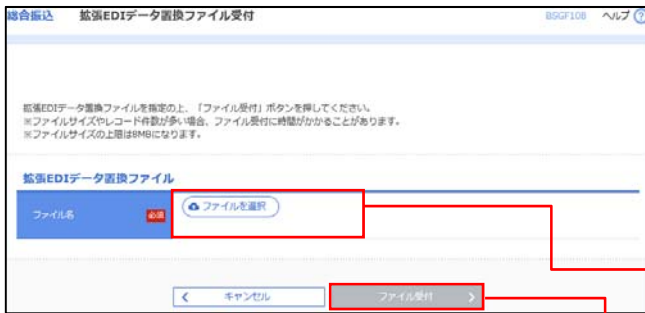 総合振込 拡張EDIデータ置換ファイル受付 BSGF108 ヘルプ ?
拡張EDIデータ置換ファイルを指定の上、「ファイル受付」ボタンを押してください。
※ファイルサイズやレコード件数が多い場合、ファイル受付に時間がかかることがあります。
※ファイルサイズの上限は8MBになります。
拡張EDIデータ置換ファイル
ファイル名 必須 ファイルを選択
キャンセル ファイル受付